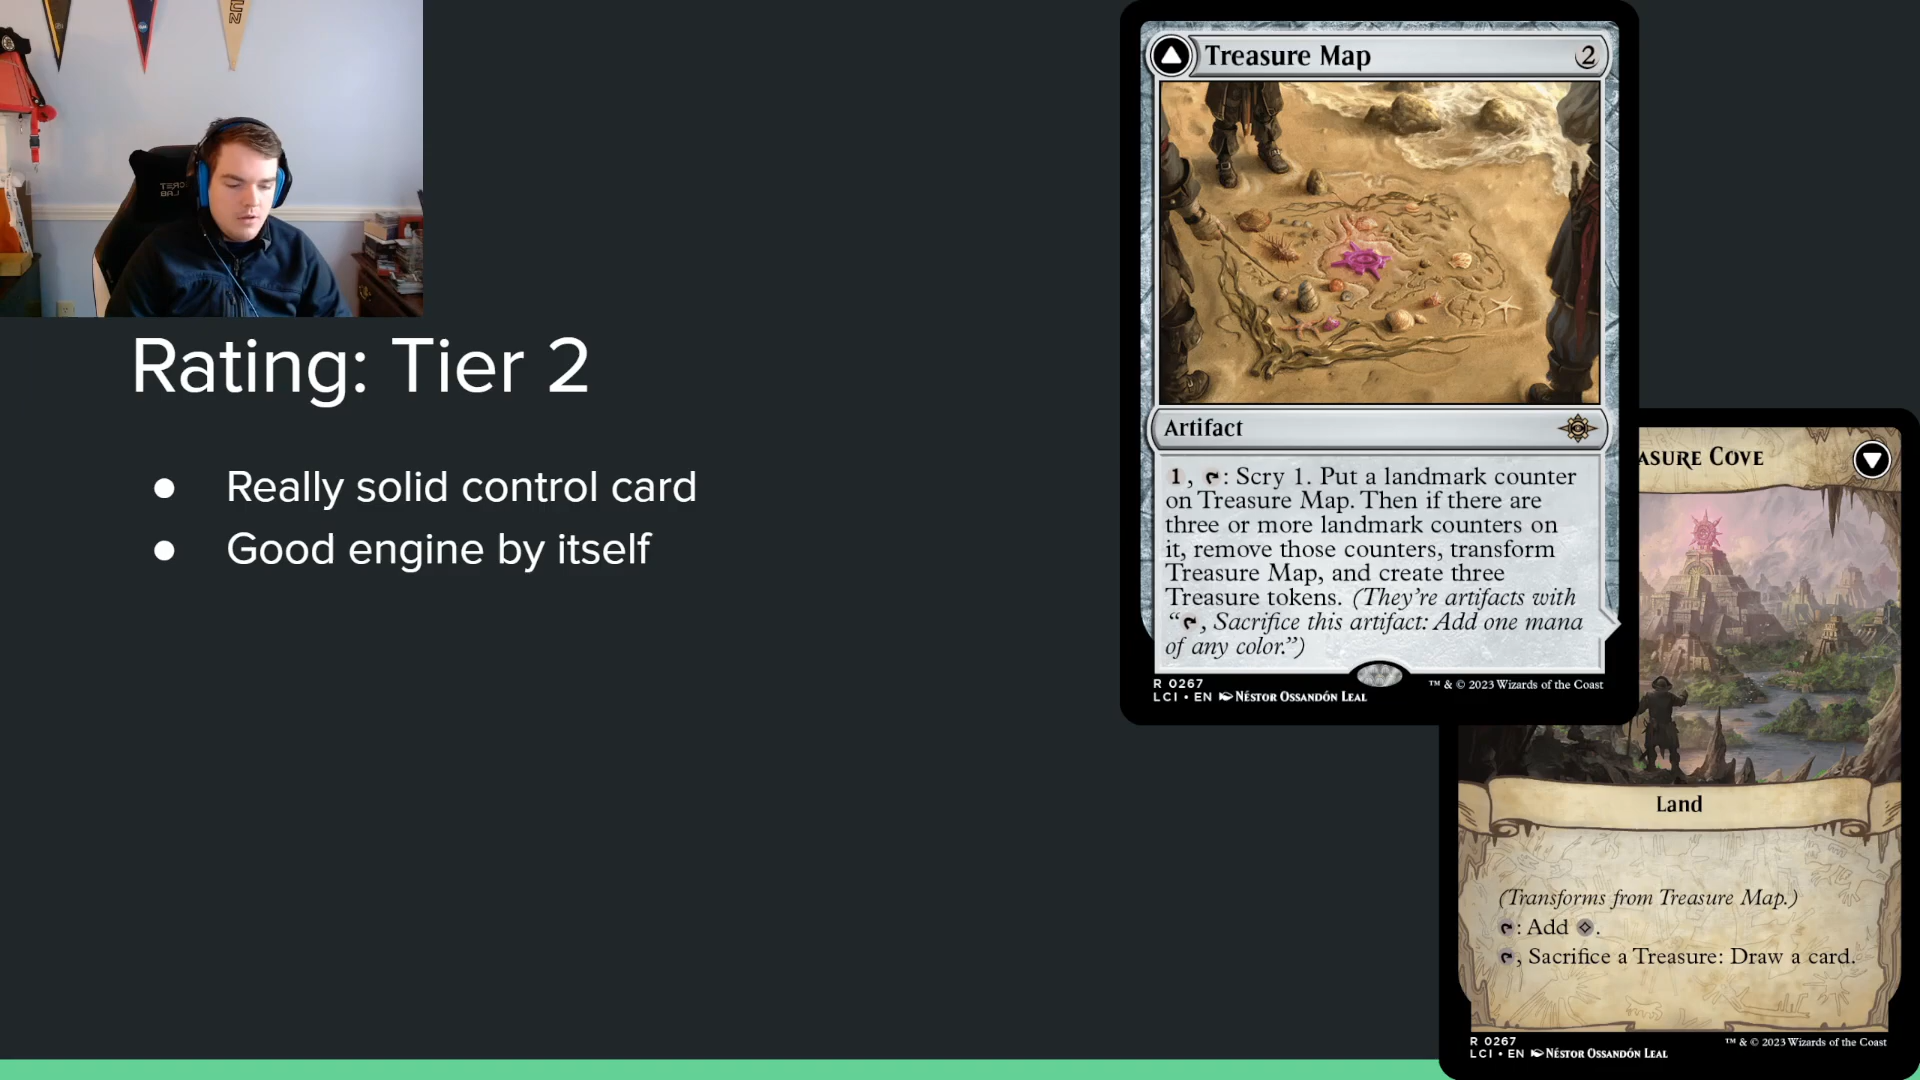 Rating: Tier 2
● Really solid control card
● Good engine by itself
Treasure Map 2
Artifact
1, : Scry 1. Put a landmark counter
on Treasure Map. Then if there are
three or more landmark counters on
it, remove those counters, transform
Treasure Map, and create three
Treasure tokens. (They’re artifacts with
“, Sacrifice this artifact: Add one mana
of any color.”)
R 0267
LCI • EN Néstor Ossandón Leal
™ & © 2023 Wizards of the Coast
asure Cove
Land
(Transforms from Treasure Map.)
: Add .
, Sacrifice a Treasure: Draw a card.
R 0267
LCI • EN Néstor Ossandón Leal
™ & © 2023 Wizards of the Coast